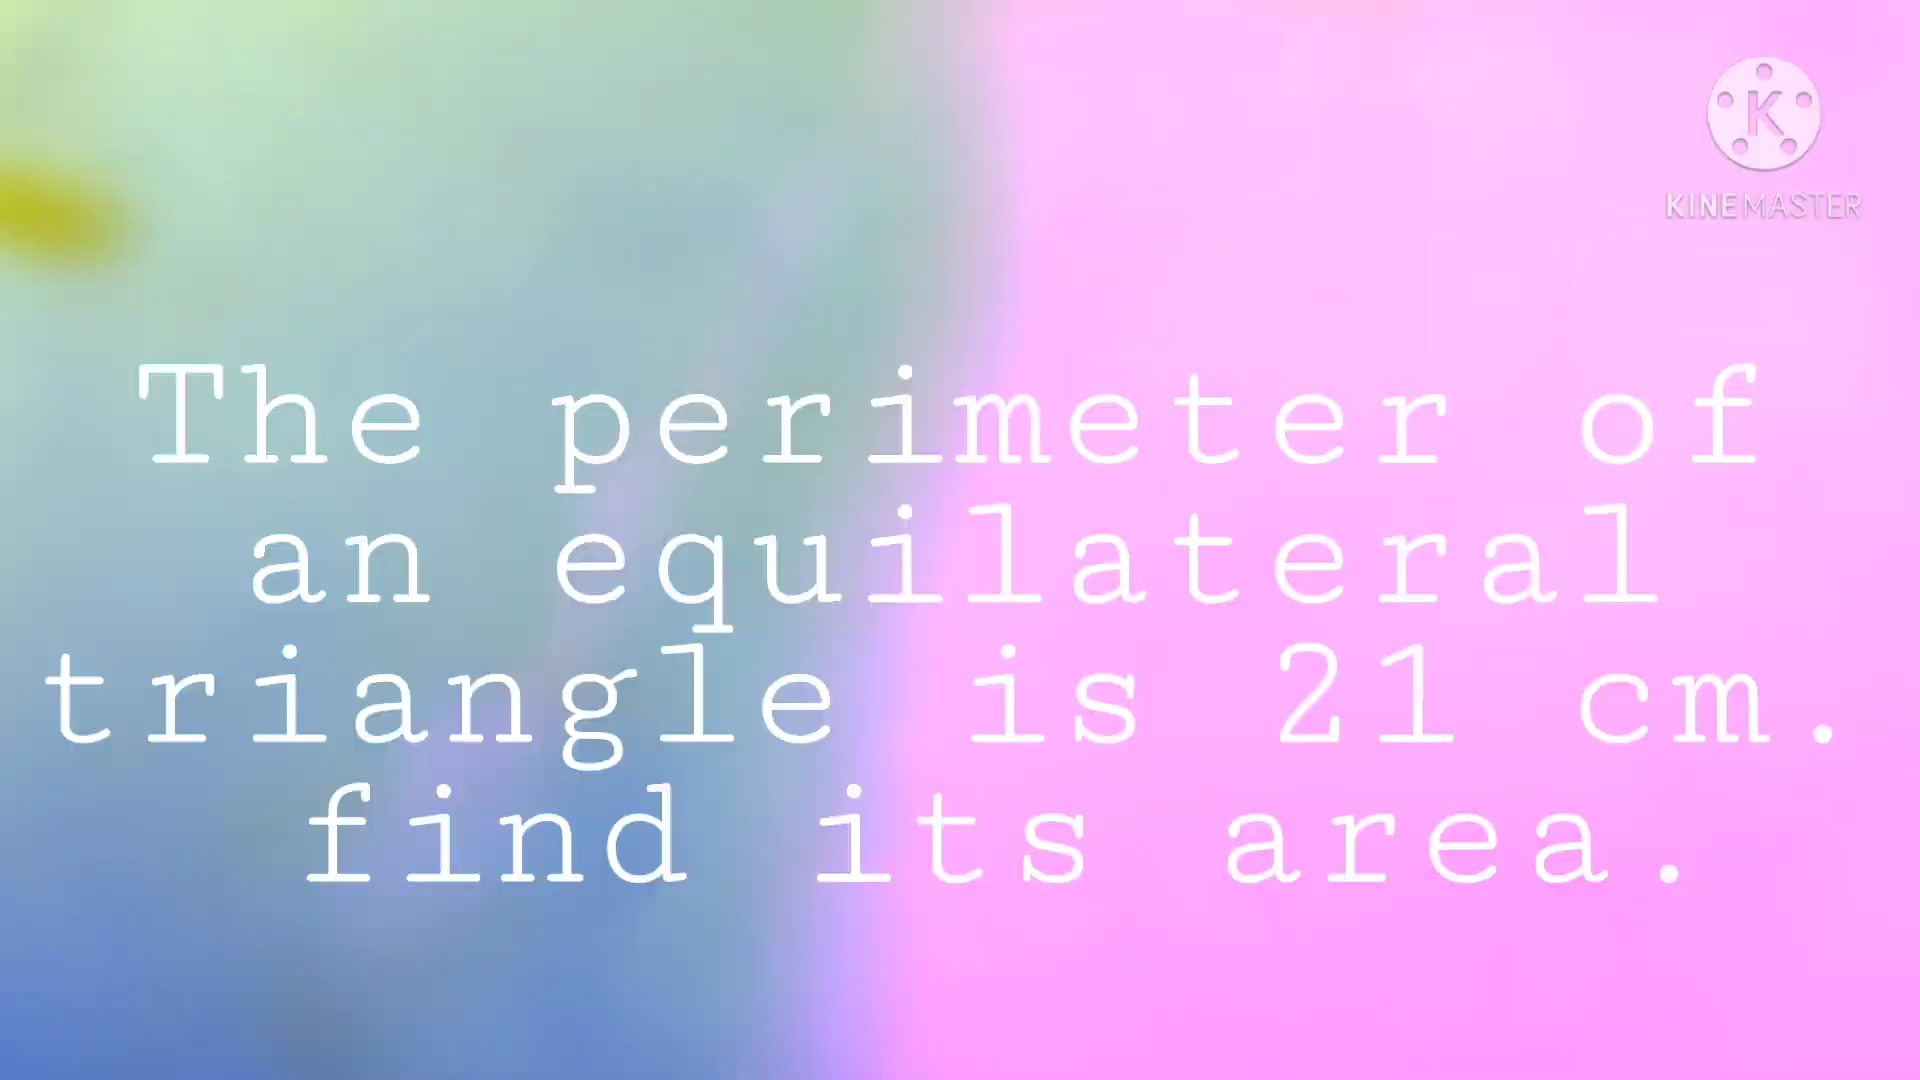 K
KINEMASTER
The perimeter of
an equilateral
triangle is 21 cm.
find its area.